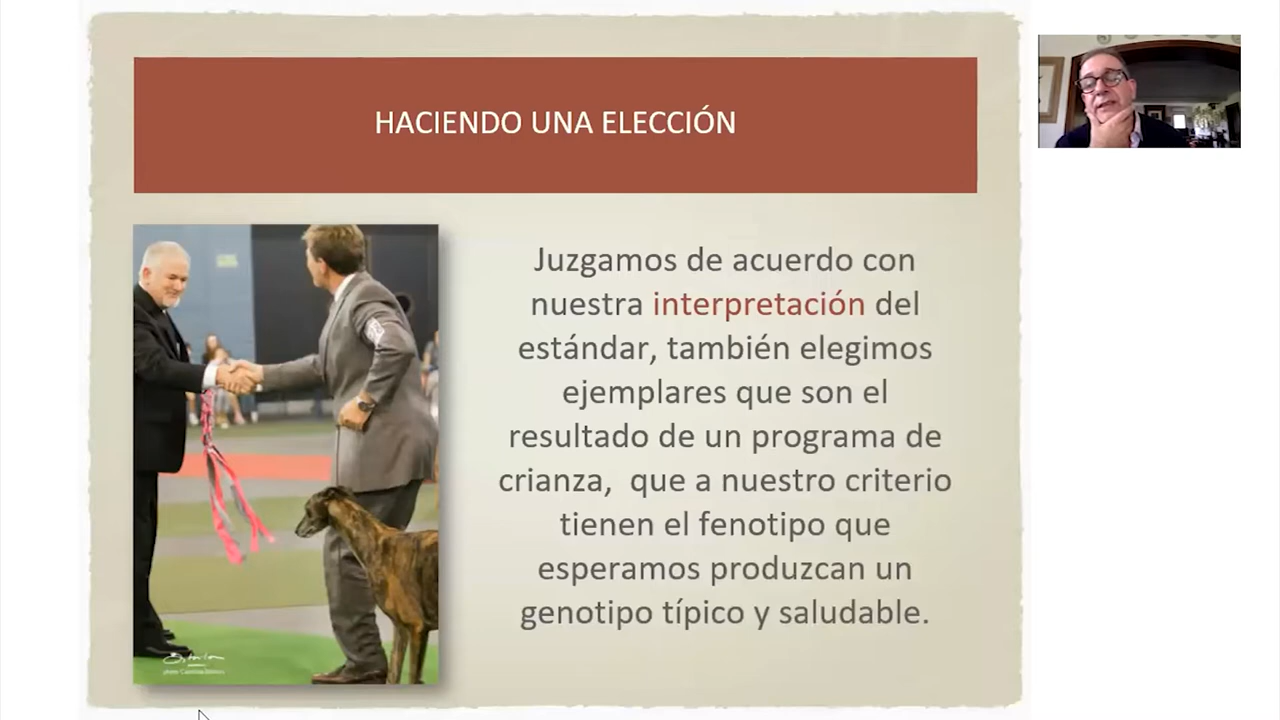 HACIENDO UNA ELECCIÓN
Juzgamos de acuerdo con
nuestra interpretación del
estándar, también elegimos
ejemplares que son el
resultado de un programa de
crianza,  que a nuestro criterio
tienen el fenotipo que
esperamos produzcan un
genotipo típico y saludable.